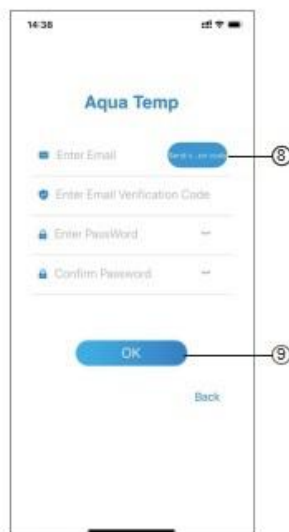 14:38
Aqua Temp
Enter Email
⑧
Enter Email Verification Code
Enter PassWord
Confirm Password
OK
⑨
Back